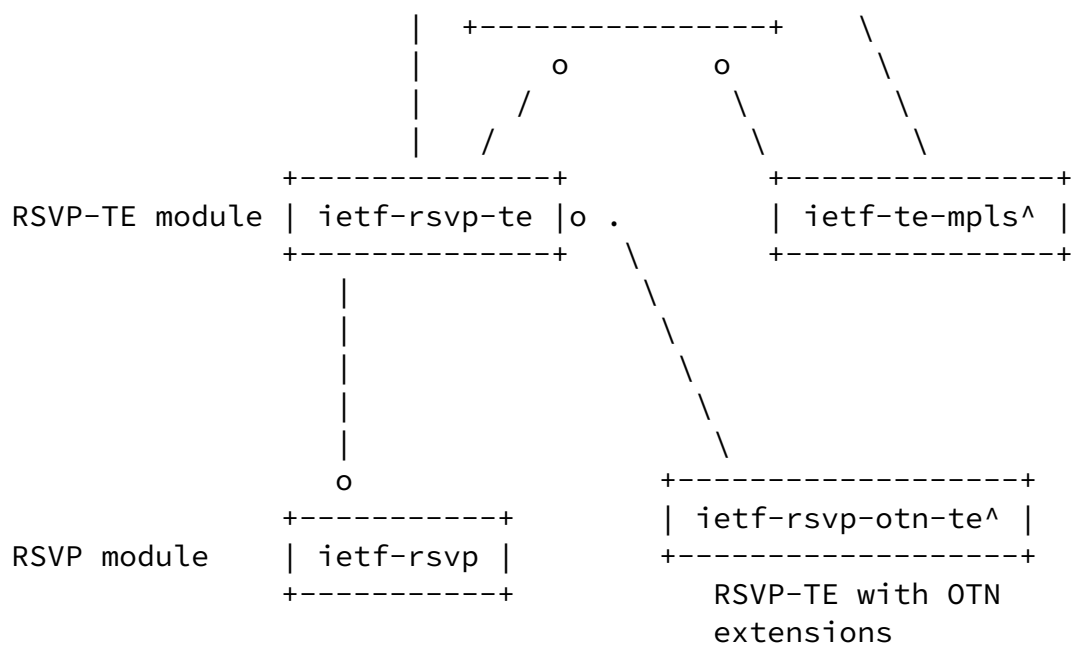 |   +---------------+     \
                         |        o       o         \
                         |      /          \         \
                         |    /             \         \
                  +--------------+           +---------------+
RSVP-TE module    | ietf-rsvp-te |o .        | ietf-te-mpls^ |
                  +--------------+   \       +---------------+
                     |                \
                     |                 \
                     |                  \
                     |                   \
                     |                    \
                     o                 +-------------------+
                  +-----------+        | ietf-rsvp-otn-te^ |
RSVP module       | ietf-rsvp |        +-------------------+
                  +-----------+           RSVP-TE with OTN
                                          extensions